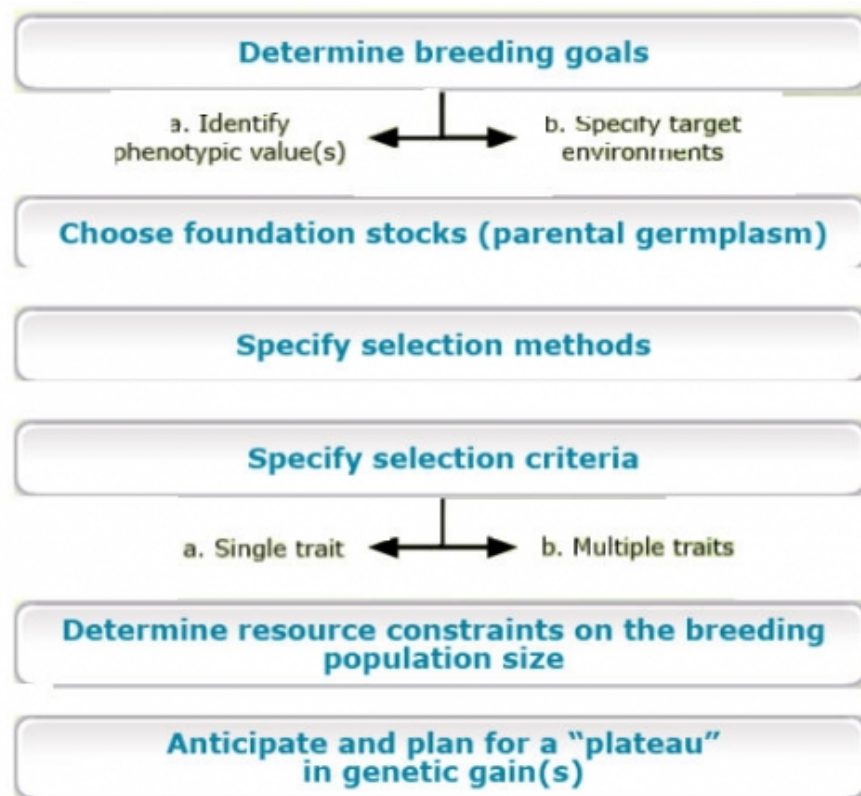 Determine breeding goals
a. Identify
phenotypic value(s)
b. Specify target
environments
Choose foundation stocks (parental germplasm)
Specify selection methods
Specify selection criteria
a. Single trait
b. Multiple traits
Determine resource constraints on the breeding
population size
Anticipate and plan for a “plateau”
in genetic gain(s)